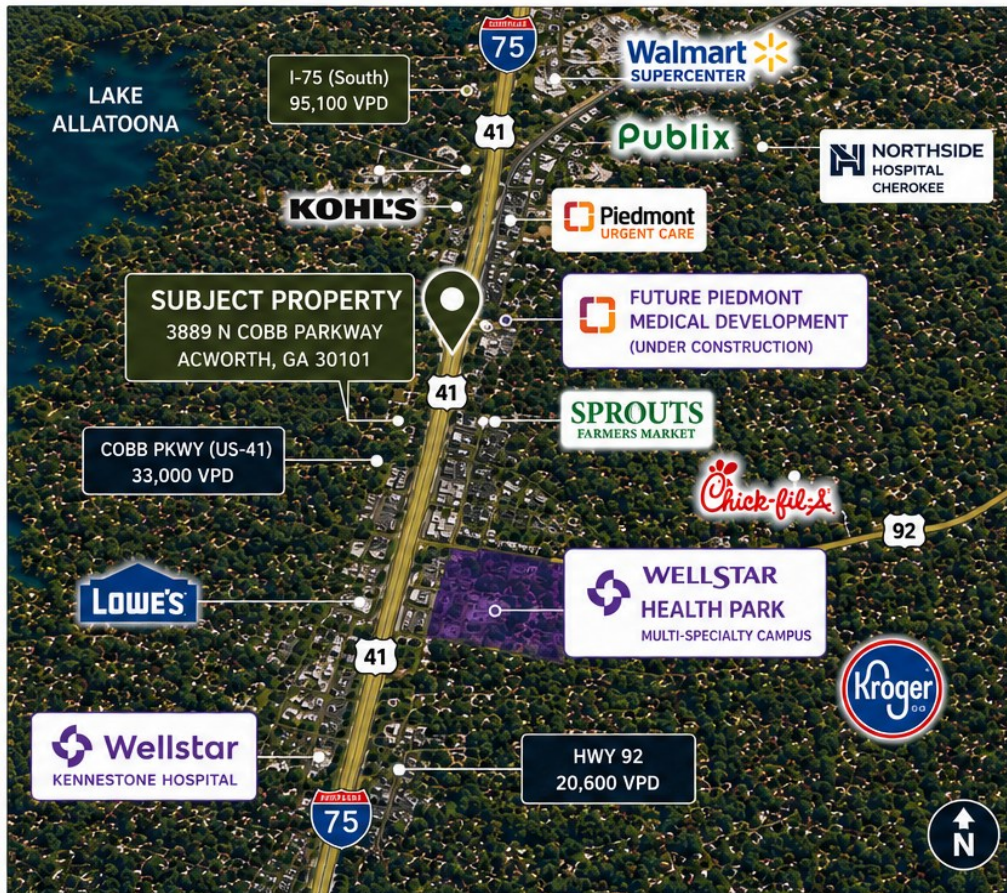 75
Walmart
SUPERCENTER
I-75 (South)
95,100 VPD
LAKE
ALLATOONA
41
Publix
NORTHSIDE
HOSPITAL
CHEROKEE
KOHL'S
Piedmont
URGENT CARE
SUBJECT PROPERTY
3889 N COBB PARKWAY
ACWORTH, GA 30101
FUTURE PIEDMONT
MEDICAL DEVELOPMENT
(UNDER CONSTRUCTION)
41
SPROUTS
FARMERS MARKET
COBB PKWY (US-41)
33,000 VPD
Chick-fil-A
92
WELLSTAR
HEALTH PARK
MULTI-SPECIALTY CAMPUS
LOWE'S
41
Kroger
Wellstar
KENNESTONE HOSPITAL
HWY 92
20,600 VPD
75
N